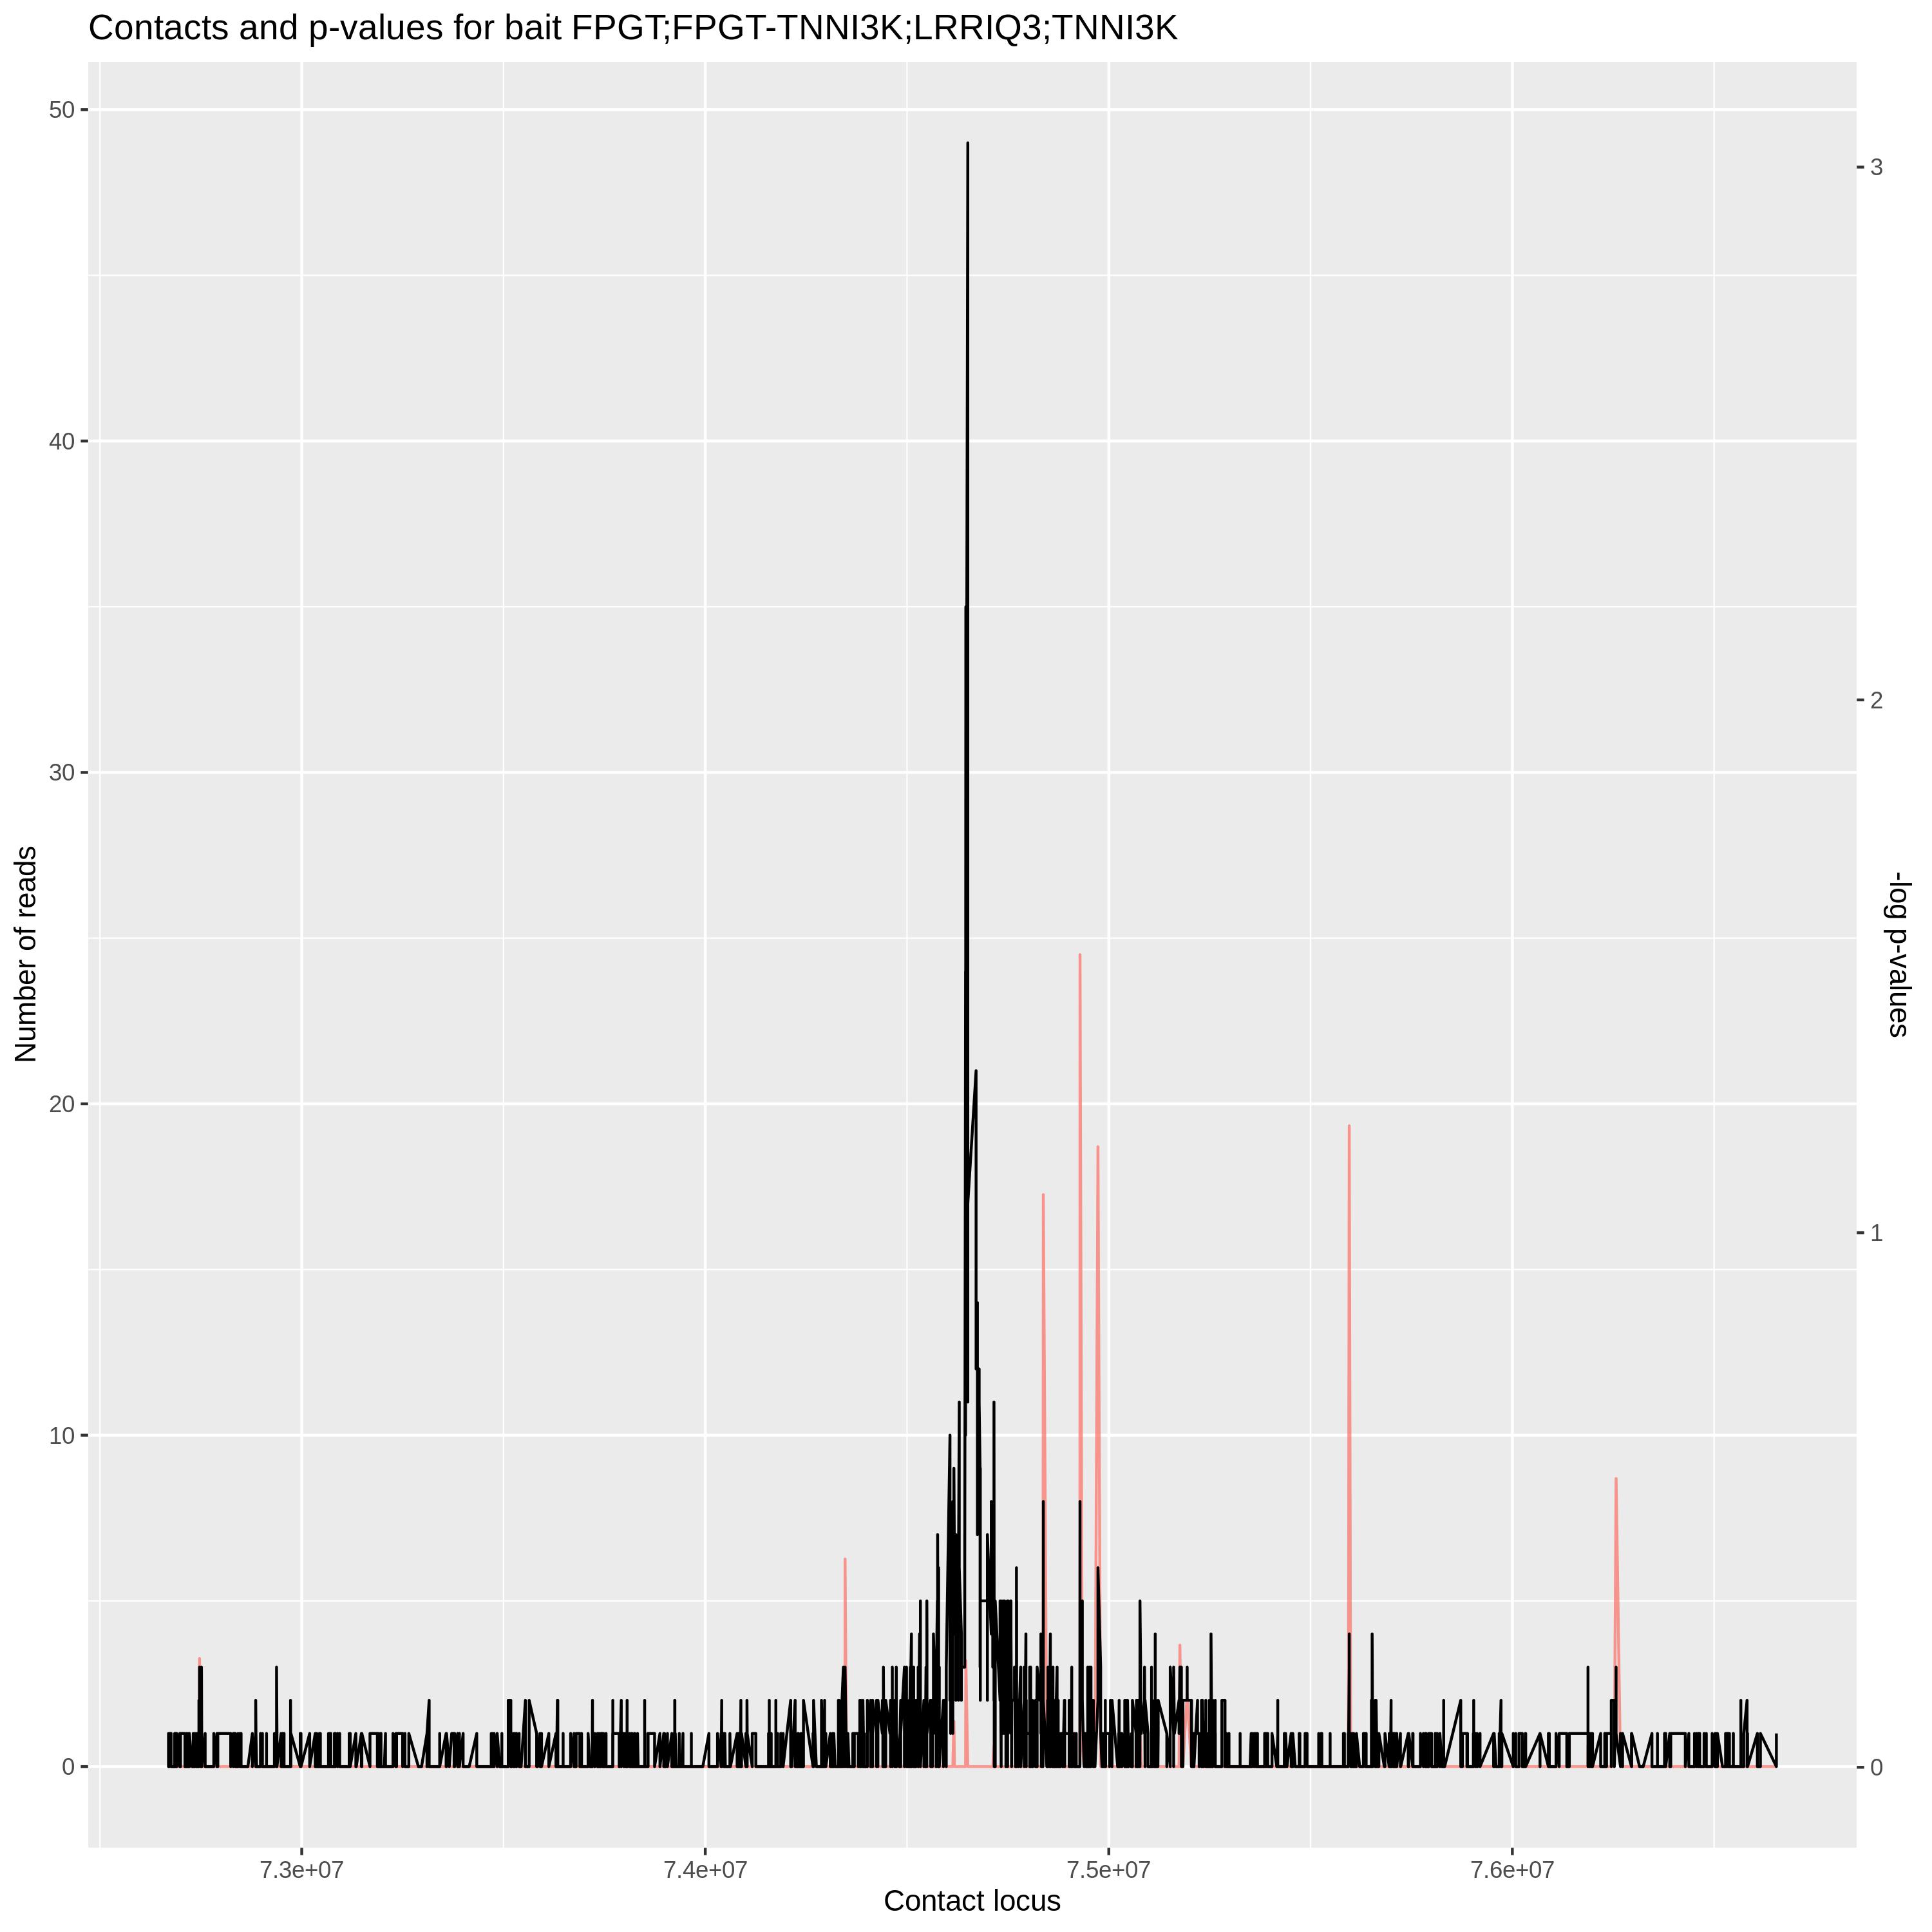 Contacts and p-values for bait FPGT;FPGT-TNNI3K;LRRIQ3;TNNI3K
50
40
30
20
10
0
Number of reads
3
2
1
0
-log p-values
7.3e+07
7.4e+07
7.5e+07
7.6e+07
Contact locus